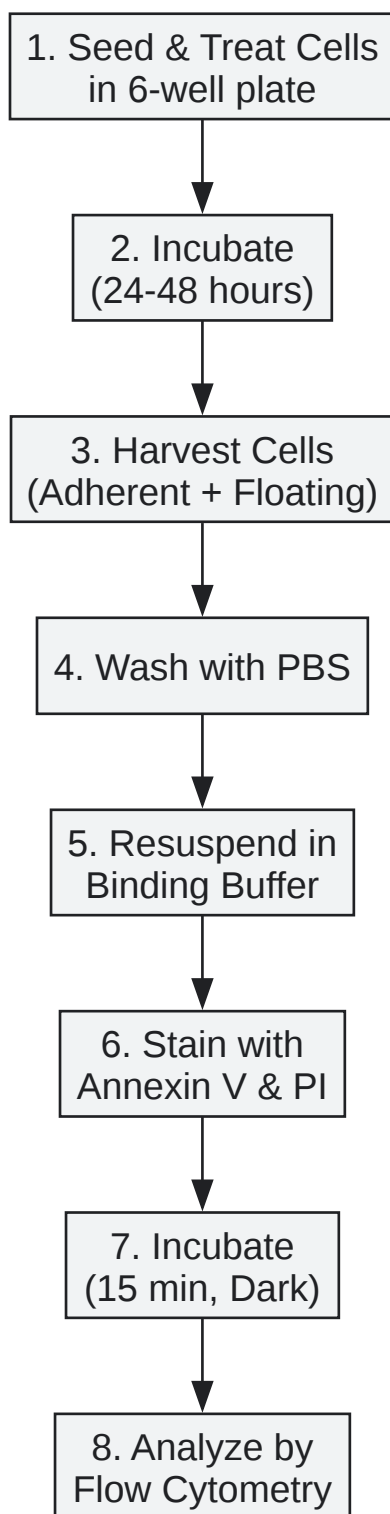 1. Seed & Treat Cells
in 6-well plate
2. Incubate
(24-48 hours)
3. Harvest Cells
(Adherent + Floating)
4. Wash with PBS
5. Resuspend in
Binding Buffer
6. Stain with
Annexin V & PI
7. Incubate
(15 min, Dark)
8. Analyze by
Flow Cytometry